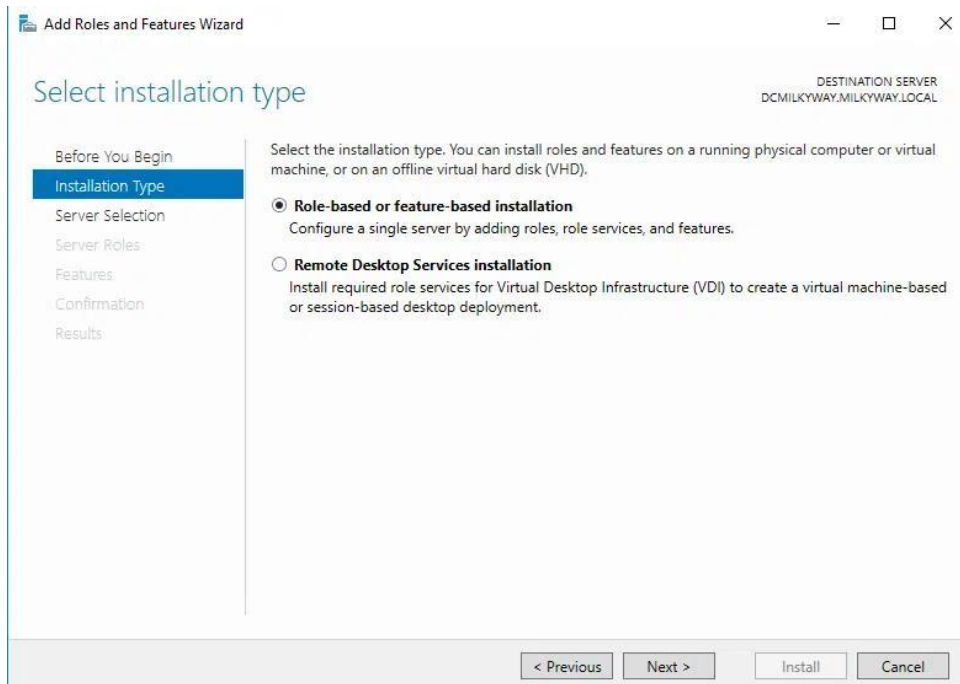 Add Roles and Features Wizard
Select installation type
DESTINATION SERVER
DCMILKYWAY.MILKYWAY.LOCAL
Before You Begin
Installation Type
Server Selection
Server Roles
Features
Confirmation
Results
Select the installation type. You can install roles and features on a running physical computer or virtual
machine, or on an offline virtual hard disk (VHD).
Role-based or feature-based installation
Configure a single server by adding roles, role services, and features.
Remote Desktop Services installation
Install required role services for Virtual Desktop Infrastructure (VDI) to create a virtual machine-based
or session-based desktop deployment.
< Previous
Next >
Install
Cancel